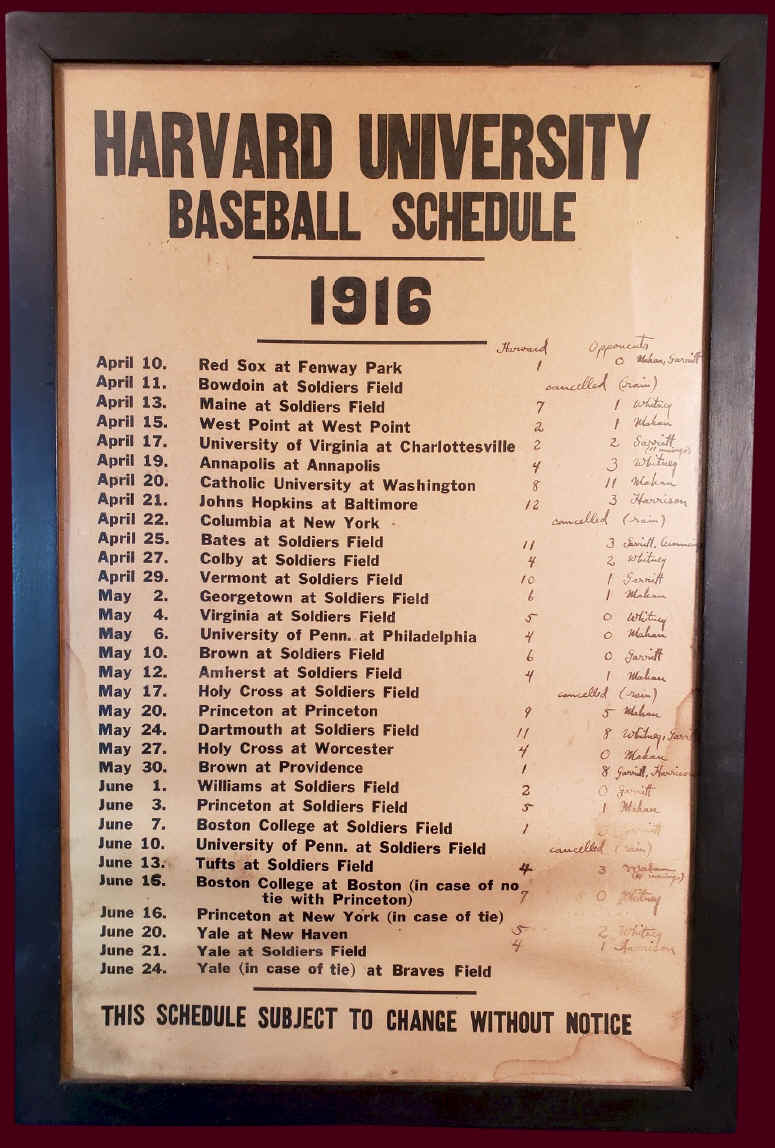 HARVARD UNIVERSITY
BASEBALL SCHEDULE
1916
Harvard Opponents
April 10. Red Sox at Fenway Park 1 0 Mahan, Garritt
April 11. Bowdoin at Soldiers Field cancelled (rain)
April 13. Maine at Soldiers Field 7 1 Whitney
April 15. West Point at West Point 2 1 Mahan
April 17. University of Virginia at Charlottesville 2 2 Garritt
(11 innings)
April 19. Annapolis at Annapolis 4 3 Whitney
April 20. Catholic University at Washington 8 11 Mahan
April 21. Johns Hopkins at Baltimore 12 3 Harrison
April 22. Columbia at New York cancelled (rain)
April 25. Bates at Soldiers Field 11 3 Garritt,
April 27. Colby at Soldiers Field 4 2 Whitney
April 29. Vermont at Soldiers Field 10 1 Garritt
May 2. Georgetown at Soldiers Field 6 1 Mahan
May 4. Virginia at Soldiers Field 5 0 Whitney
May 6. University of Penn. at Philadelphia 4 0 Mahan
May 10. Brown at Soldiers Field 6 0 Garritt
May 12. Amherst at Soldiers Field 4 1 Mahan
May 17. Holy Cross at Soldiers Field cancelled (rain)
May 20. Princeton at Princeton 9 5 Mahan
May 24. Dartmouth at Soldiers Field 11 8 Whitney, Garritt
May 27. Holy Cross at Worcester 4 0 Mahan
May 30. Brown at Providence 1 8 Garritt, Harrison
June 1. Williams at Soldiers Field 2 0 Garritt
June 3. Princeton at Soldiers Field 5 1 Mahan
June 7. Boston College at Soldiers Field 1 0 Garritt
June 10. University of Penn. at Soldiers Field cancelled (rain)
June 13. Tufts at Soldiers Field 4 3 Mahan
innings)
June 15. Boston College at Boston (in case of no
tie with Princeton) 7 0 Whitney
June 16. Princeton at New York (in case of tie)
June 20. Yale at New Haven 5 2 Whitney
June 21. Yale at Soldiers Field 4 1 Harrison
June 24. Yale (in case of tie) at Braves Field
THIS SCHEDULE SUBJECT TO CHANGE WITHOUT NOTICE